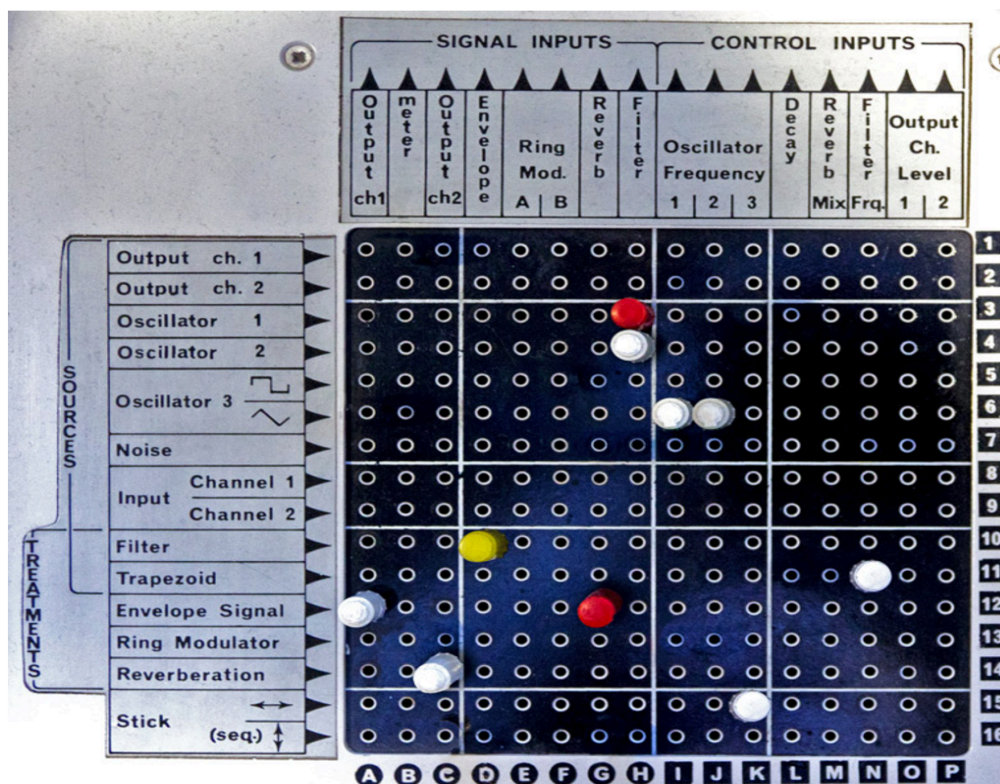 SIGNAL INPUTS
CONTROL INPUTS
Output ch1
meter
Output ch2
Envelope
Ring Mod.
A B
Reverb
Filter
Oscillator Frequency
1 2 3
Decay
Reverb Mix
Filter Frq.
Output Ch. Level
1 2
SOURCES
TREATMENTS
Output ch. 1
Output ch. 2
Oscillator 1
Oscillator 2
Oscillator 3
Noise
Input Channel 1
Channel 2
Filter
Trapezoid
Envelope Signal
Ring Modulator
Reverberation
Stick
(seq.)
1
2
3
4
5
6
7
8
9
10
11
12
13
14
15
16
A B C D E F G H I J K L M N O P